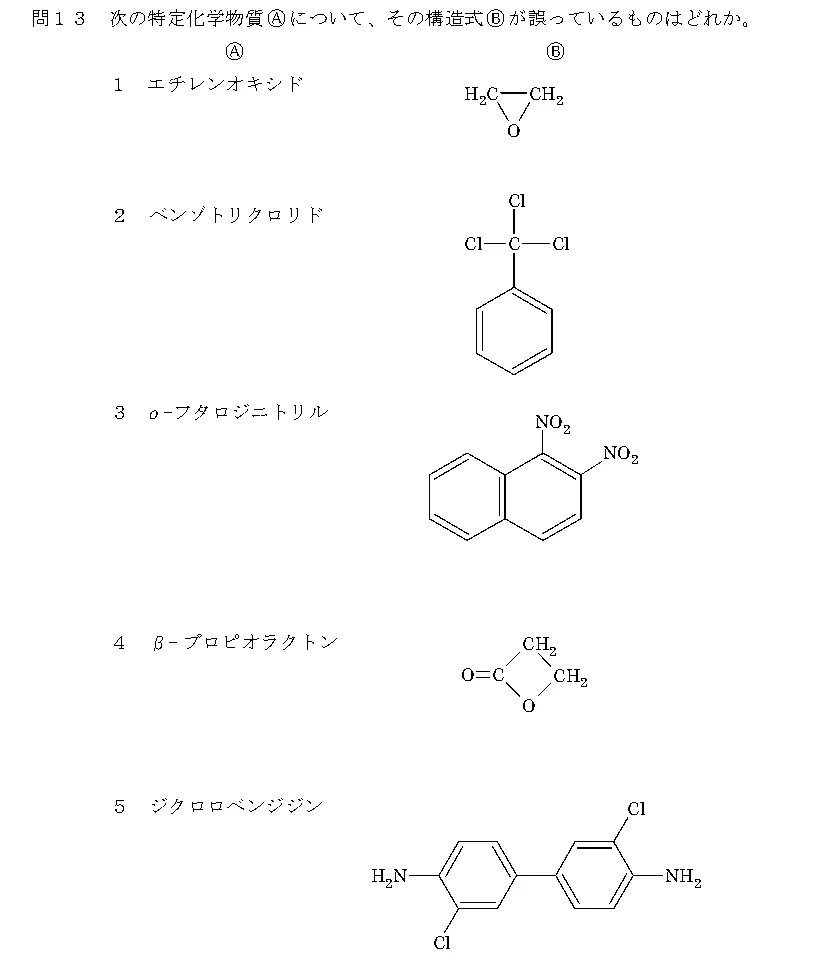 問１３　次の特定化学物質Ⓐについて、その構造式Ⓑが誤っているものはどれか。
Ⓐ　Ⓑ
１　エチレンオキシド
H₂C CH₂
O
２　ベンゾトリクロリド
Cl
Cl C Cl
３　o-フタロジニトリル
NO₂
NO₂
４　β-プロピオラクトン
CH₂
O=C CH₂
O
５　ジクロロベンジジン
Cl
H₂N NH₂
Cl